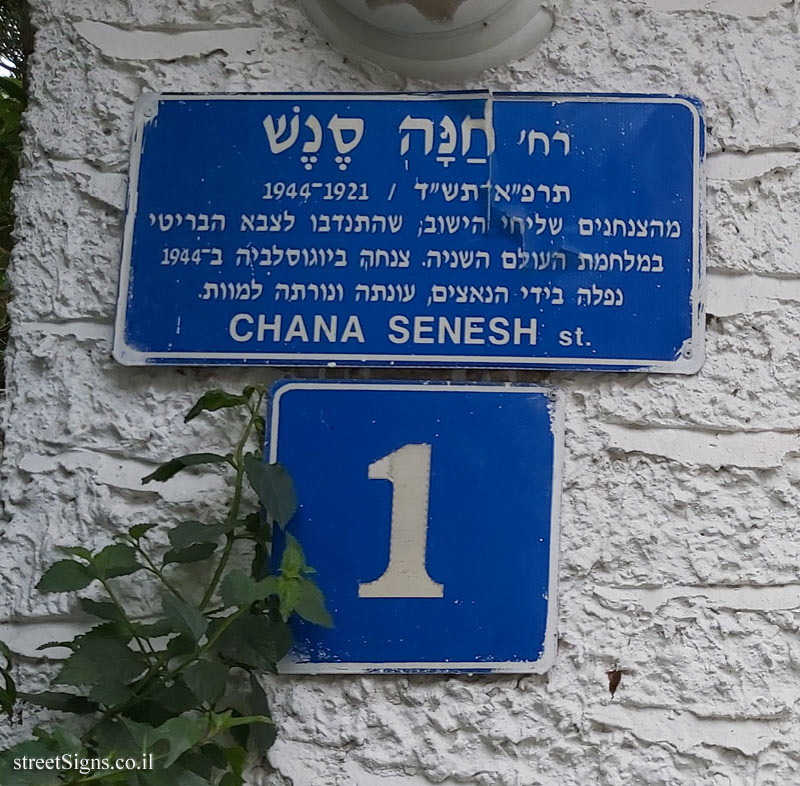 רח' חַנָּהִ סֶנֶשׁ
תרפ"א־תש"ד / 1921–1944
מהצנחנים שליחי הישוב, שהתנדבו לצבא הבריטי
במלחמת העולם השניה. צנחה ביוגוסלביה ב־1944
נפלה בידי הנאצים, עונתה ונורתה למוות.
CHANA SENESH st.
1
streetSigns.co.il